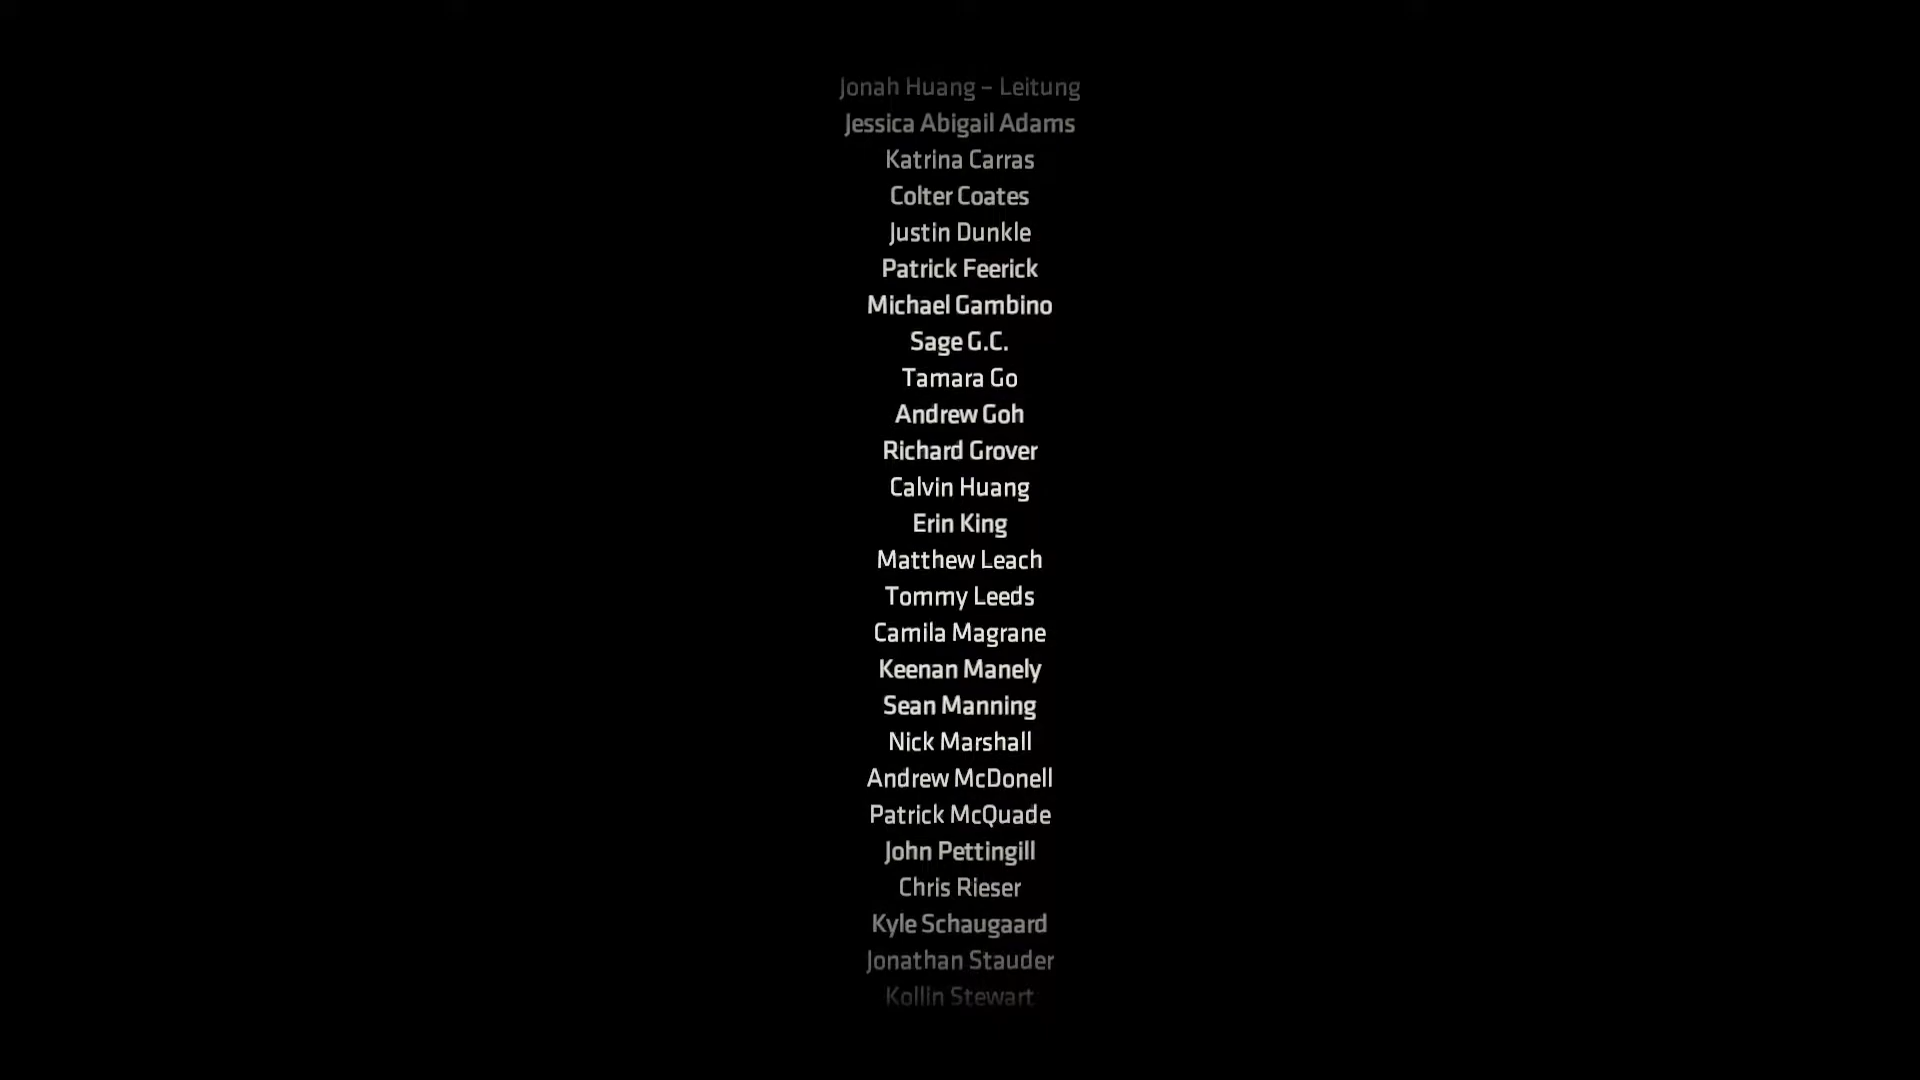 Jonah Huang – Leitung
Jessica Abigail Adams
Katrina Carras
Colter Coates
Justin Dunkle
Patrick Feerick
Michael Gambino
Sage G.C.
Tamara Go
Andrew Goh
Richard Grover
Calvin Huang
Erin King
Matthew Leach
Tommy Leeds
Camila Magrane
Keenan Manely
Sean Manning
Nick Marshall
Andrew McDonell
Patrick McQuade
John Pettingill
Chris Rieser
Kyle Schaugaard
Jonathan Stauder
Kollin Stewart